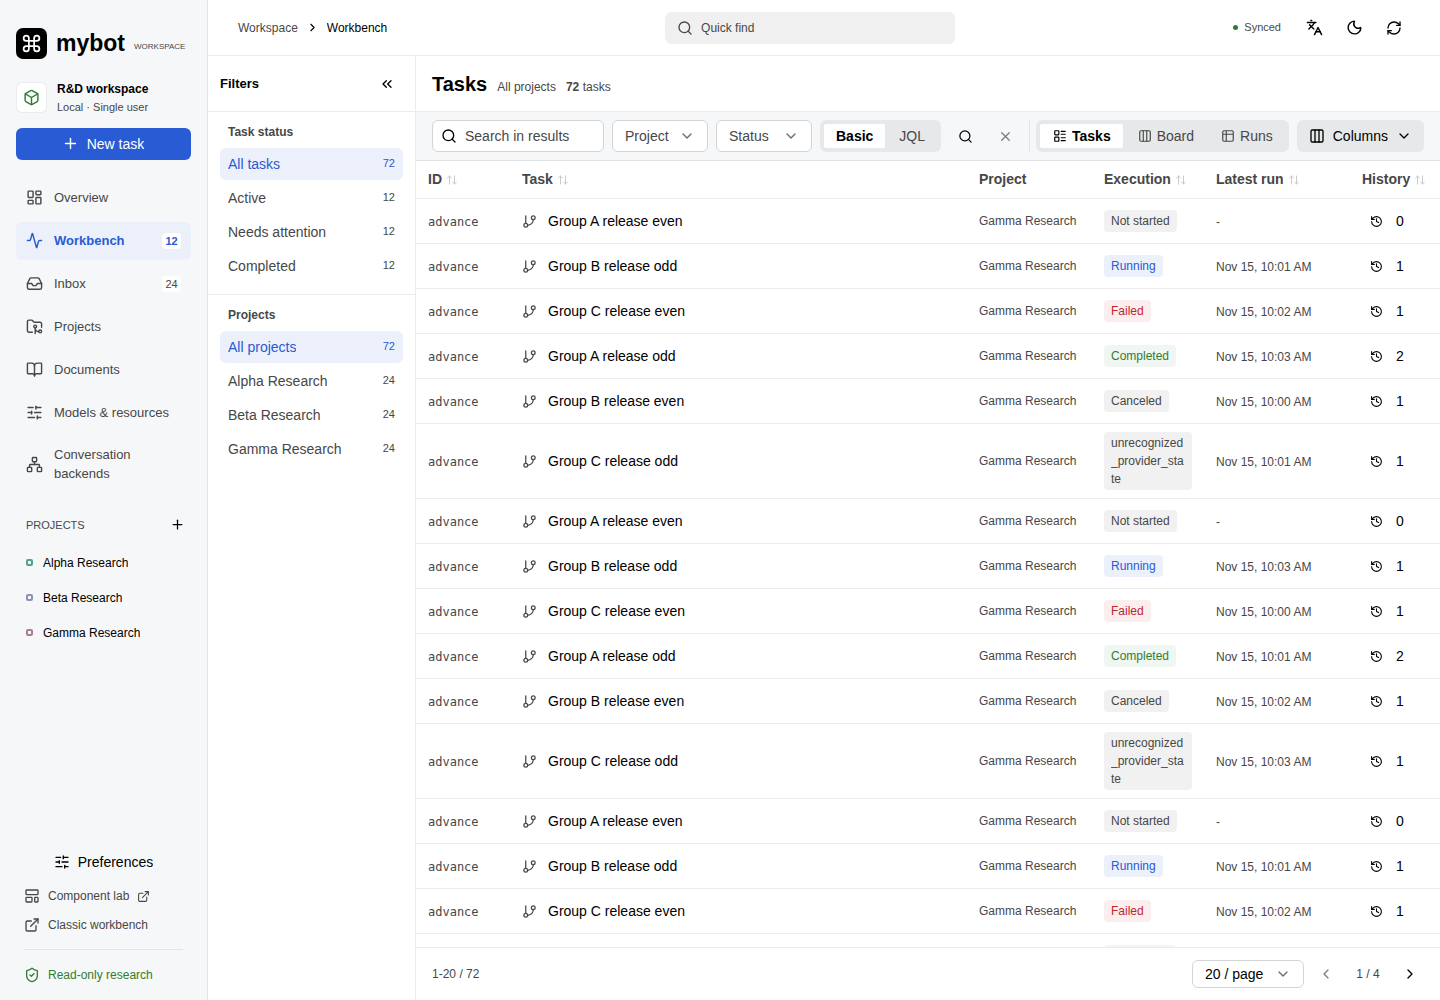 mybot WORKSPACE
R&D workspace
Local · Single user
New task
Overview
Workbench 12
Inbox 24
Projects
Documents
Models & resources
Conversation
backends
PROJECTS
Alpha Research
Beta Research
Gamma Research
Preferences
Component lab
Classic workbench
Read-only research
Workspace Workbench
Quick find
Synced
Filters
Task status
All tasks 72
Active 12
Needs attention 12
Completed 12
Projects
All projects 72
Alpha Research 24
Beta Research 24
Gamma Research 24
Tasks All projects 72 tasks
Search in results Project Status Basic JQL Tasks Board Runs Columns
ID Task Project Execution Latest run History
advance Group A release even Gamma Research Not started - 0
advance Group B release odd Gamma Research Running Nov 15, 10:01 AM 1
advance Group C release even Gamma Research Failed Nov 15, 10:02 AM 1
advance Group A release odd Gamma Research Completed Nov 15, 10:03 AM 2
advance Group B release even Gamma Research Canceled Nov 15, 10:00 AM 1
advance Group C release odd Gamma Research unrecognized
_provider_sta
te Nov 15, 10:01 AM 1
advance Group A release even Gamma Research Not started - 0
advance Group B release odd Gamma Research Running Nov 15, 10:03 AM 1
advance Group C release even Gamma Research Failed Nov 15, 10:00 AM 1
advance Group A release odd Gamma Research Completed Nov 15, 10:01 AM 2
advance Group B release even Gamma Research Canceled Nov 15, 10:02 AM 1
advance Group C release odd Gamma Research unrecognized
_provider_sta
te Nov 15, 10:03 AM 1
advance Group A release even Gamma Research Not started - 0
advance Group B release odd Gamma Research Running Nov 15, 10:01 AM 1
advance Group C release even Gamma Research Failed Nov 15, 10:02 AM 1
1-20 / 72 20 / page 1 / 4